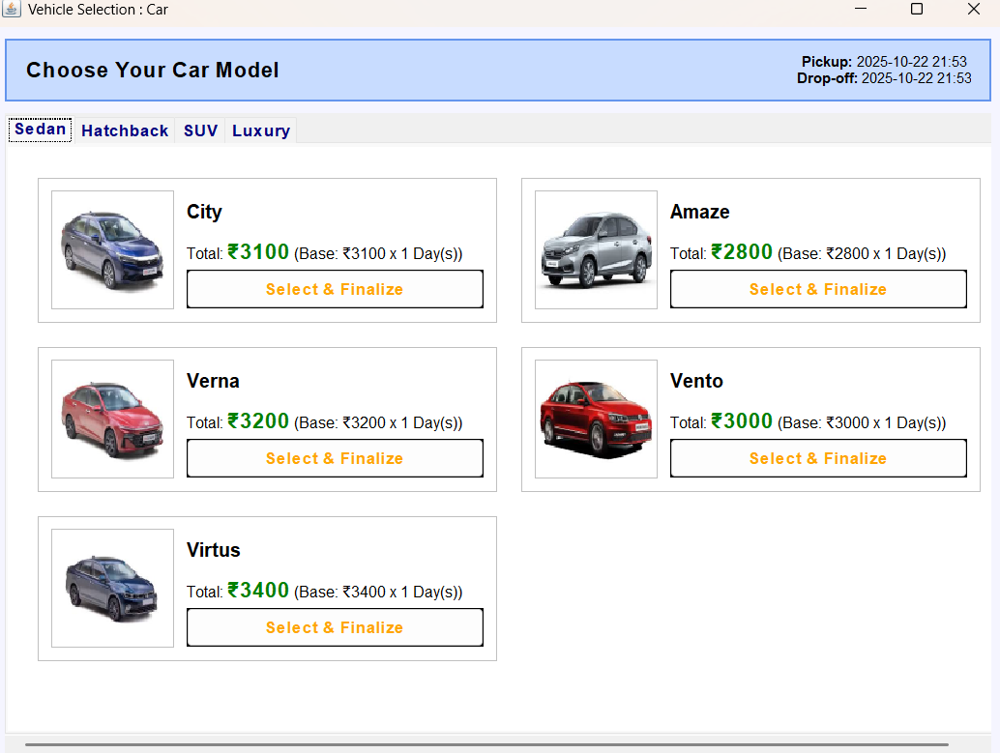 Vehicle Selection : Car
Choose Your Car Model
Pickup: 2025-10-22 21:53
Drop-off: 2025-10-22 21:53
Sedan Hatchback SUV Luxury
City
Total: ₹3100 (Base: ₹3100 x 1 Day(s))
Select & Finalize
Amaze
Total: ₹2800 (Base: ₹2800 x 1 Day(s))
Select & Finalize
Verna
Total: ₹3200 (Base: ₹3200 x 1 Day(s))
Select & Finalize
Vento
Total: ₹3000 (Base: ₹3000 x 1 Day(s))
Select & Finalize
Virtus
Total: ₹3400 (Base: ₹3400 x 1 Day(s))
Select & Finalize